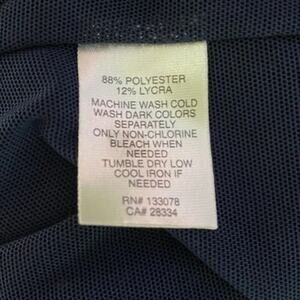 88% POLYESTER
12% LYCRA
MACHINE WASH COLD
WASH DARK COLORS
SEPARATELY
ONLY NON-CHLORINE
BLEACH WHEN
NEEDED
TUMBLE DRY LOW
COOL IRON IF
NEEDED
RN# 133078
CA# 28334